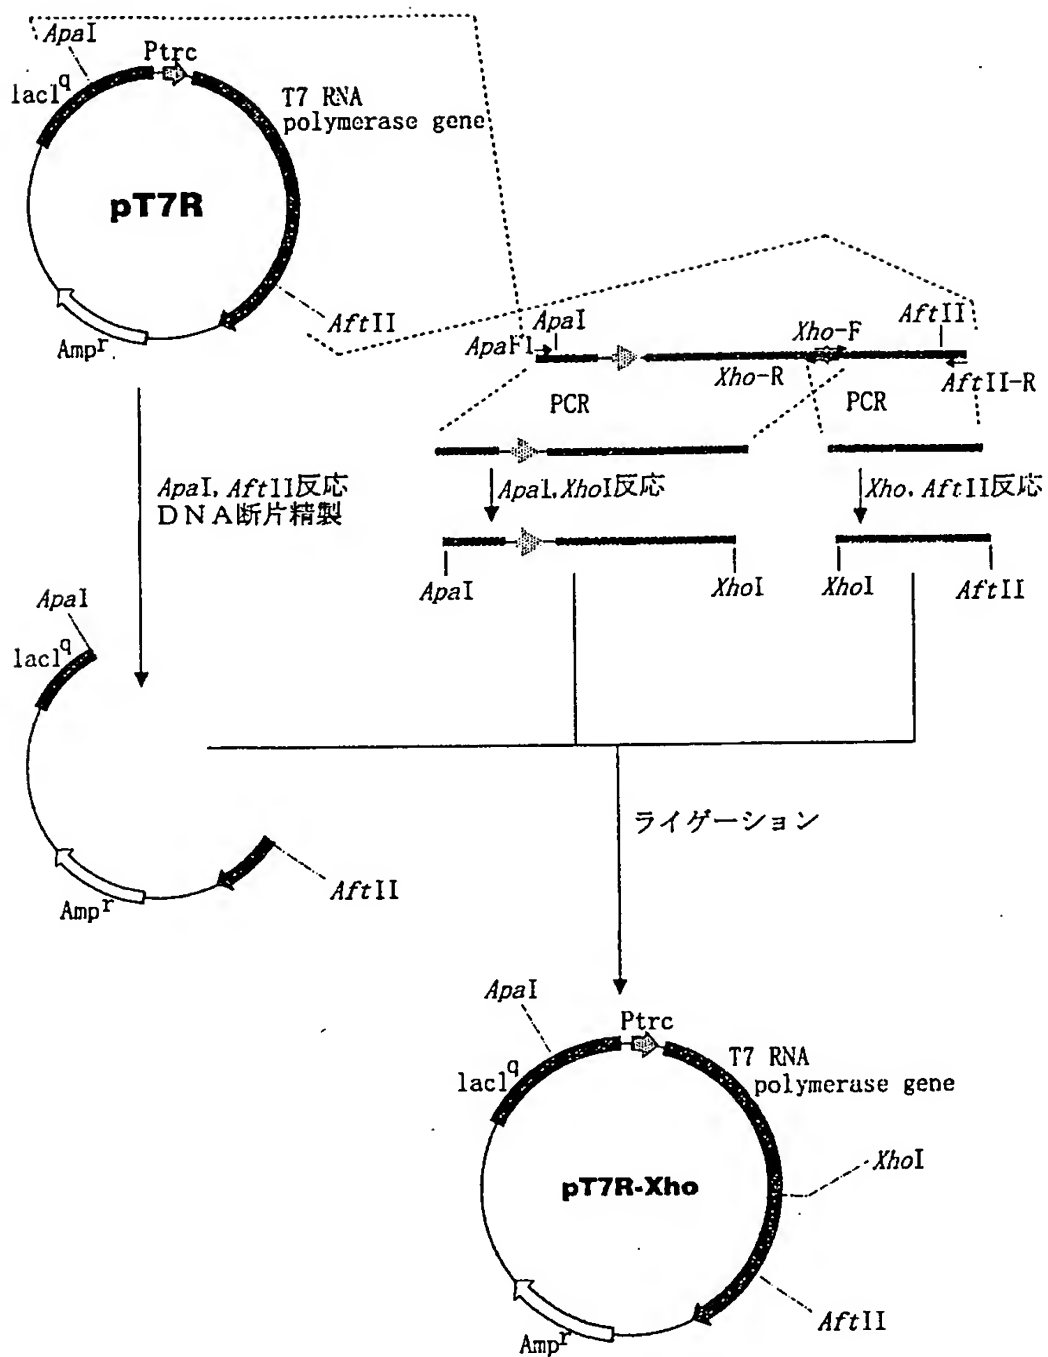 ApaI
Ptrc
lacI^q
T7 RNA
polymerase gene
pT7R
AftII
Amp^r
ApaI
ApaF1
Xho-F
AftII
Xho-R
AftII-R
PCR
PCR
ApaI, AftII反応
DNA断片精製
ApaI, XhoI反応
Xho, AftII反応
ApaI
XhoI
XhoI
AftII
ApaI
lacI^q
Amp^r
AftII
ライゲーション
ApaI
Ptrc
lacI^q
T7 RNA
polymerase gene
XhoI
pT7R-Xho
AftII
Amp^r